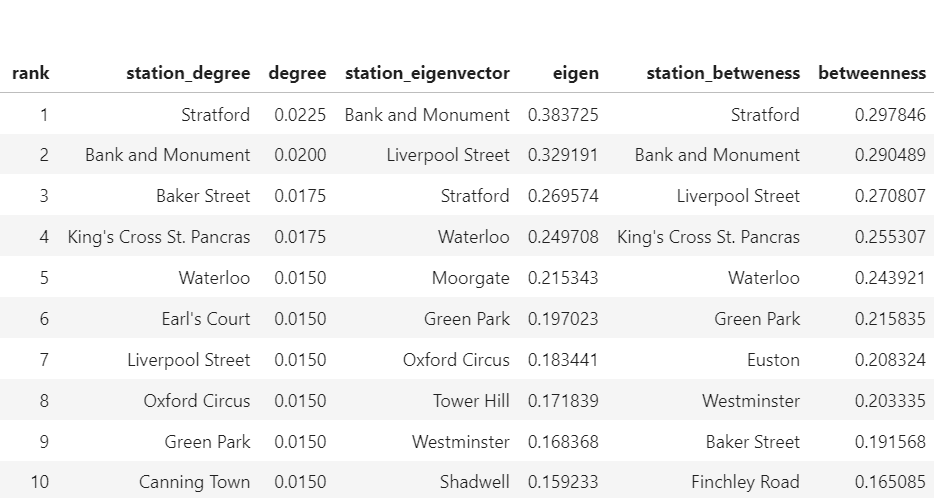 rank station_degree degree station_eigenvector eigen station_betweness betweenness
1 Stratford 0.0225 Bank and Monument 0.383725 Stratford 0.297846
2 Bank and Monument 0.0200 Liverpool Street 0.329191 Bank and Monument 0.290489
3 Baker Street 0.0175 Stratford 0.269574 Liverpool Street 0.270807
4 King's Cross St. Pancras 0.0175 Waterloo 0.249708 King's Cross St. Pancras 0.255307
5 Waterloo 0.0150 Moorgate 0.215343 Waterloo 0.243921
6 Earl's Court 0.0150 Green Park 0.197023 Green Park 0.215835
7 Liverpool Street 0.0150 Oxford Circus 0.183441 Euston 0.208324
8 Oxford Circus 0.0150 Tower Hill 0.171839 Westminster 0.203335
9 Green Park 0.0150 Westminster 0.168368 Baker Street 0.191568
10 Canning Town 0.0150 Shadwell 0.159233 Finchley Road 0.165085